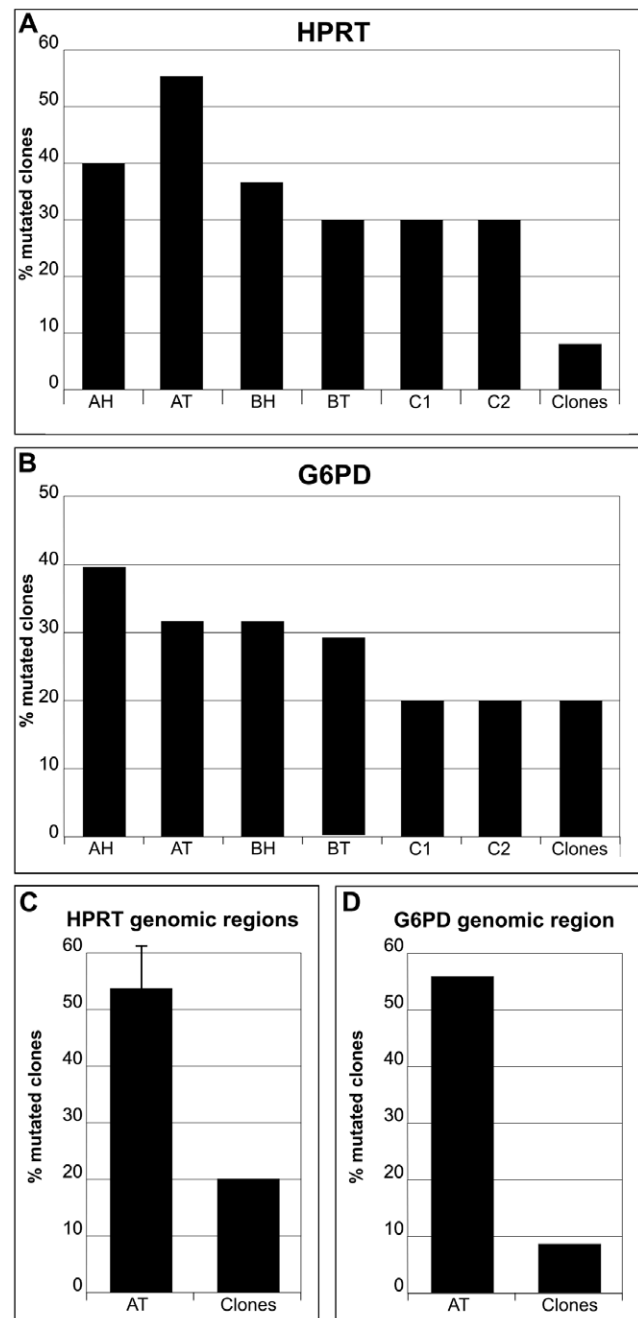 A
HPRT
% mutated clones
60
50
40
30
20
10
0
AH AT BH BT C1 C2 Clones
B
G6PD
% mutated clones
50
40
30
20
10
0
AH AT BH BT C1 C2 Clones
C
HPRT genomic regions
% mutated clones
60
50
40
30
20
10
0
AT Clones
D
G6PD genomic region
% mutated clones
60
50
40
30
20
10
0
AT Clones